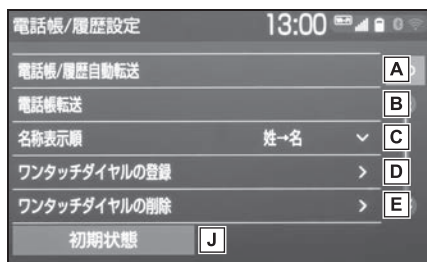 電話帳/履歴設定 13:00 0
電話帳/履歴自動転送 A
電話帳転送 B
名称表示順 姓→名 C
ワンタッチダイヤルの登録 > D
ワンタッチダイヤルの削除 > E
初期状態 J